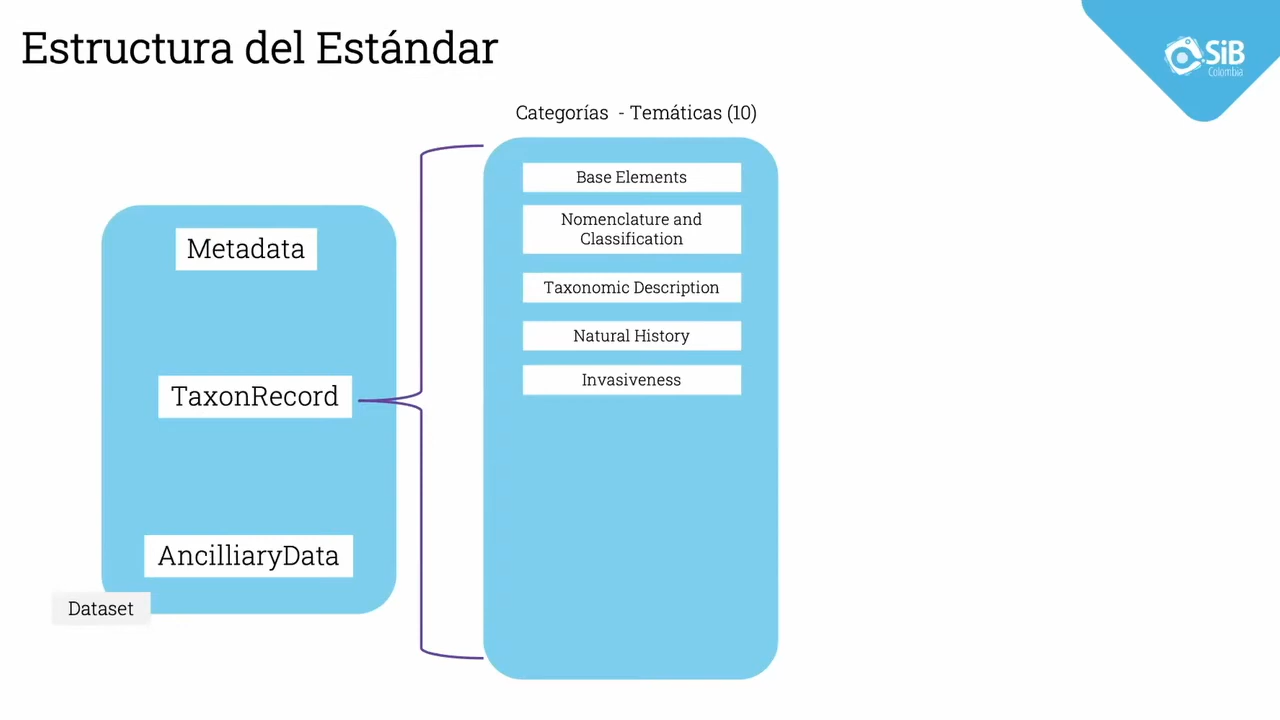 Estructura del Estándar
SiB
Colombia
Categorías - Temáticas (10)
Base Elements
Nomenclature and
Classification
Taxonomic Description
Natural History
Invasiveness
Metadata
TaxonRecord
AncilliaryData
Dataset